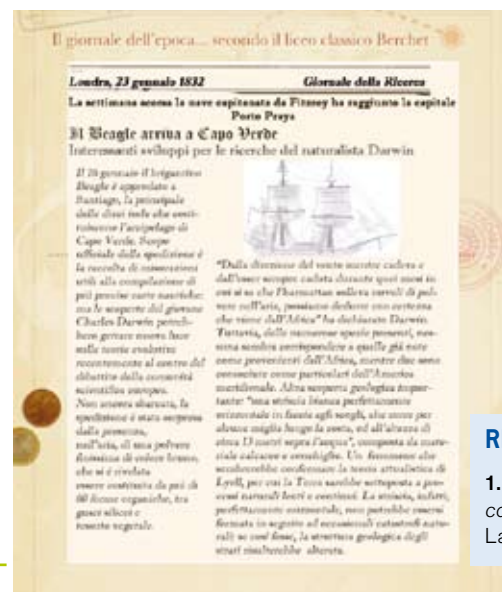 Il giornale dell'epoca... secondo il liceo classico Berchet
Londra, 23 gennaio 1832 Giornale della Ricerca
La settimana scorsa la nave capitanata da Fitzroy ha raggiunto la capitale
Porto Praya
Il Beagle arriva a Capo Verde
Interessanti sviluppi per le ricerche del naturalista Darwin
Il gennaio il brigantino
Beagle è approdato a
Santiago, la principale
delle dieci isole che costi-
tuiscono l'arcipelago di
Capo Verde. Scopo
ufficiale della spedizione è
la raccolta di
utili alla compilazione di
più precise carte nautiche;
ma le scoperte del giovane
Charles Darwin potreb-
bero gettare nuova luce
sulle teorie evolutive
recentemente al centro del
dibattito della comunità
scientifica europea.
Non ancora sbarcata, la
spedizione è stata sorpresa
dalla presenza,
nell'aria, di una polvere
finissima di colore bruno,
che si è rivelata
essere costituita da più di
60 forme organiche, tra
gusci silicei e
tessuto vegetale.
"Dalla direzione del vento mentre cadeva e
dall'esser sempre caduta durante quei mesi in
cui si sa che l'harmattan solleva nuvoli di pol-
vere nell'aria, possiamo dedurre con certezza
che viene dall'Africa" ha dichiarato Darwin.
Tuttavia, delle numerose specie presenti, nes-
suna sembra corrispondere a quelle già note
come provenienti dall'Africa, mentre due sono
conosciute come particolari dell'America
meridionale. Altra scoperta geologica impor-
tante: "una striscia bianca perfettamente
orizzontale in faccia agli scogli, che corre per
alcune miglia lungo la costa, ed all'altezza di
circa 13 metri sopra l'acqua", composta da mate-
riale calcareo e conchiglie. Un fenomeno che
sembrerebbe confermare la teoria attualistica di
Lyell, per cui la Terra sarebbe sottoposta a pro-
cessi naturali lenti e continui. La striscia, infatti,
perfettamente orizzontale, non potrebbe essersi
formata in seguito ad occasionali catastrofi natu-
rali: se così fosse, la struttura geologica degli
strati risulterebbe alterata.
R
1.
co
La